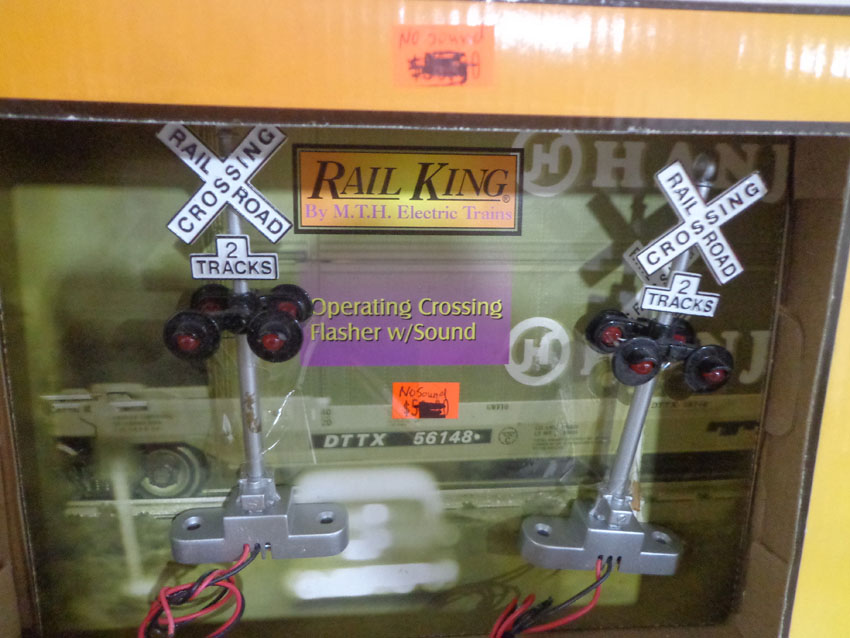 No Sound
RAILROAD
CROSSING
2
TRACKS
RAIL KING®
By M.T.H. Electric Trains
H HANJ
RAILROAD
CROSSING
2
TRACKS
Operating Crossing
Flasher w/Sound
H HANJ
No Sound
DTTX 56148